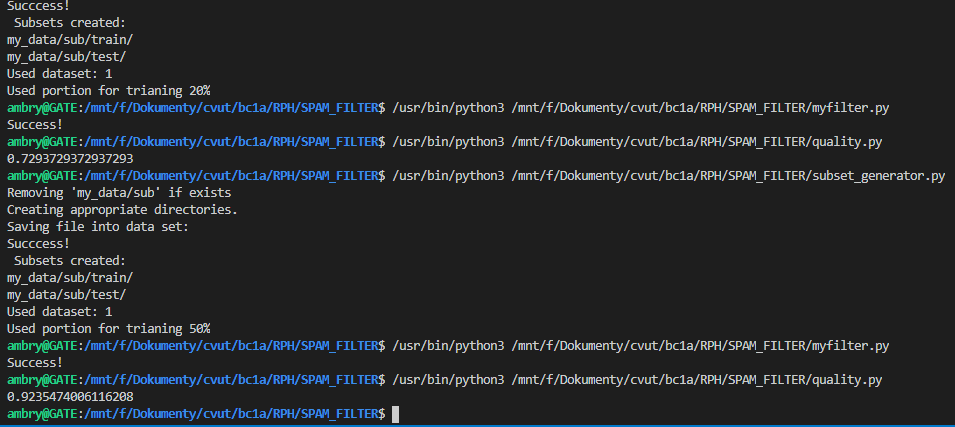 Succcess!
 Subsets created:
my_data/sub/train/
my_data/sub/test/
Used dataset: 1
Used portion for trianing 20%
ambry@GATE:/mnt/f/Dokumenty/cvut/bc1a/RPH/SPAM_FILTER$ /usr/bin/python3 /mnt/f/Dokumenty/cvut/bc1a/RPH/SPAM_FILTER/myfilter.py
Success!
ambry@GATE:/mnt/f/Dokumenty/cvut/bc1a/RPH/SPAM_FILTER$ /usr/bin/python3 /mnt/f/Dokumenty/cvut/bc1a/RPH/SPAM_FILTER/quality.py
0.7293729372937293
ambry@GATE:/mnt/f/Dokumenty/cvut/bc1a/RPH/SPAM_FILTER$ /usr/bin/python3 /mnt/f/Dokumenty/cvut/bc1a/RPH/SPAM_FILTER/subset_generator.py
Removing 'my_data/sub' if exists
Creating appropriate directories.
Saving file into data set:
Succcess!
 Subsets created:
my_data/sub/train/
my_data/sub/test/
Used dataset: 1
Used portion for trianing 50%
ambry@GATE:/mnt/f/Dokumenty/cvut/bc1a/RPH/SPAM_FILTER$ /usr/bin/python3 /mnt/f/Dokumenty/cvut/bc1a/RPH/SPAM_FILTER/myfilter.py
Success!
ambry@GATE:/mnt/f/Dokumenty/cvut/bc1a/RPH/SPAM_FILTER$ /usr/bin/python3 /mnt/f/Dokumenty/cvut/bc1a/RPH/SPAM_FILTER/quality.py
0.9235474006116208
ambry@GATE:/mnt/f/Dokumenty/cvut/bc1a/RPH/SPAM_FILTER$